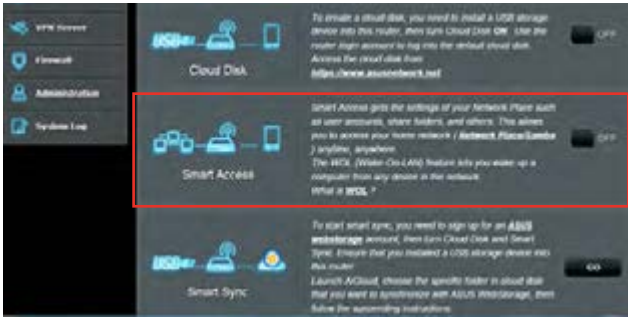 VPN Server
Firewall
Administration
System Log
USB
Cloud Disk
To enable a cloud disk, you need to install a USB storage
device into this router, then turn Cloud Disk ON. Use the
router login account to log into the default cloud disk.
Access the cloud disk from
https://www.asusnetwork.net
OFF
Smart Access
Smart Access gets the settings of your Network Place such
as user accounts, share folders, and others. This allows
you to access your home network ( Network Place/Samba
) anytime, anywhere.
The WOL (Wake-On-LAN) feature lets you wake up a
computer from any device in the network.
What is WOL ?
OFF
USB
Smart Sync
To start smart sync, you need to sign up for an ASUS
webstorage account, then turn Cloud Disk and Smart
Sync. Ensure that you installed a USB storage device into
this router.
Launch AiCloud, choose the specific folder in cloud disk
that you want to synchronize with ASUS WebStorage, then
follow the succeeding instructions.
GO